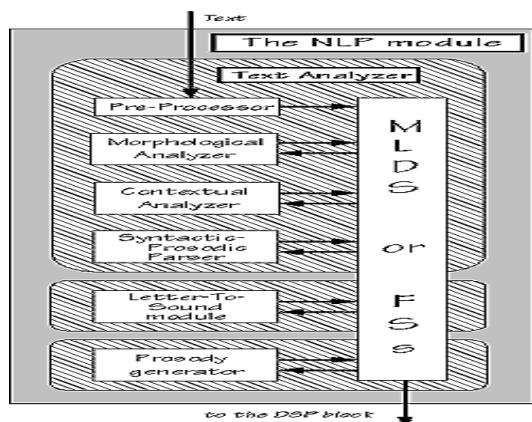 Text
The NLP module
Text Analyzer
Pre-Processor
Morphological
Analyzer
Contextual
Analyzer
Syntactic-
Prosodic
Parser
Letter-To-
Sound
module
Prosody
generator
M
L
D
S
or
F
S
s
to the DSP block